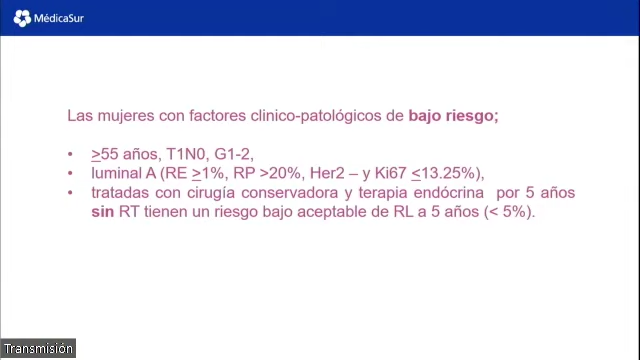 MédicaSur
Las mujeres con factores clinico-patológicos de bajo riesgo;
• ≥55 años, T1N0, G1-2,
• luminal A (RE ≥1%, RP >20%, Her2 – y Ki67 ≤13.25%),
• tratadas con cirugía conservadora y terapia endócrina por 5 años
sin RT tienen un riesgo bajo aceptable de RL a 5 años (< 5%).
Transmisión